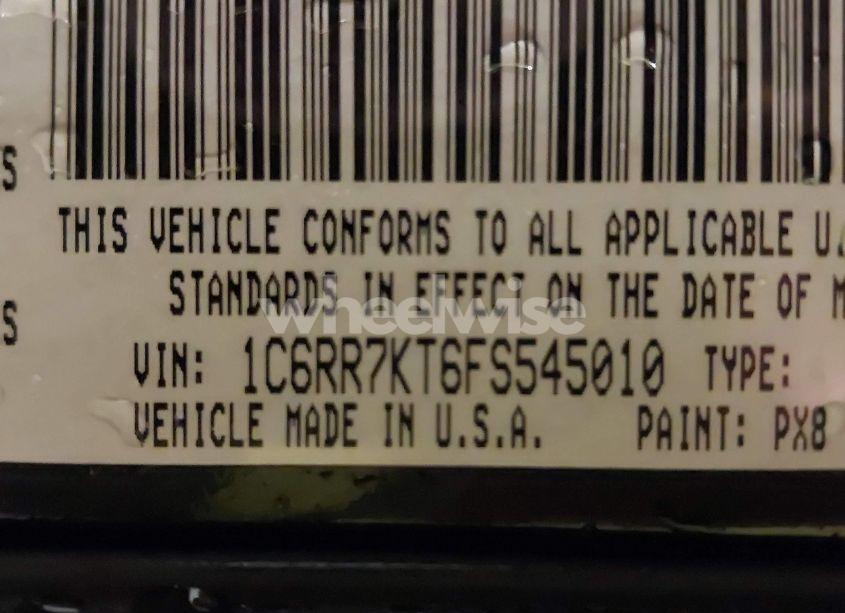 S
THIS VEHICLE CONFORMS TO ALL APPLICABLE U.
STANDARDS IN EFFECT ON THE DATE OF M
wheelwise
S
VIN: 1C6RR7KT6FS545010 TYPE:
VEHICLE MADE IN U.S.A. PAINT: PX8